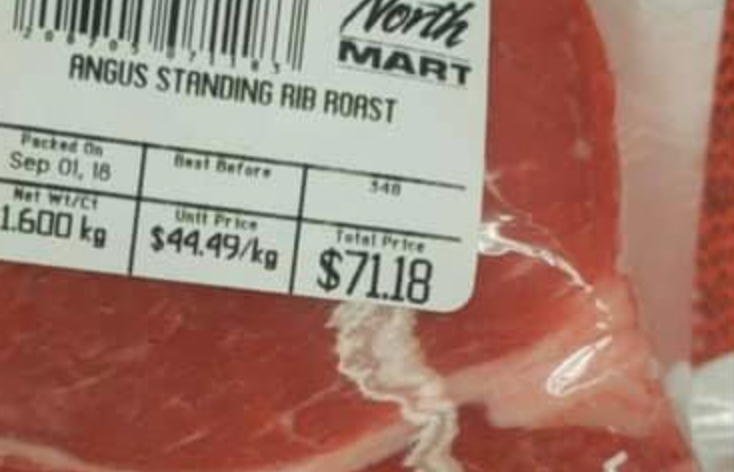 North
MART
ANGUS STANDING RIB ROAST
Packed On
Sep 01, 18
Best Before
340
Net Wt/Ct
1.600 kg
Unit Price
$44.49/kg
Total Price
$71.18